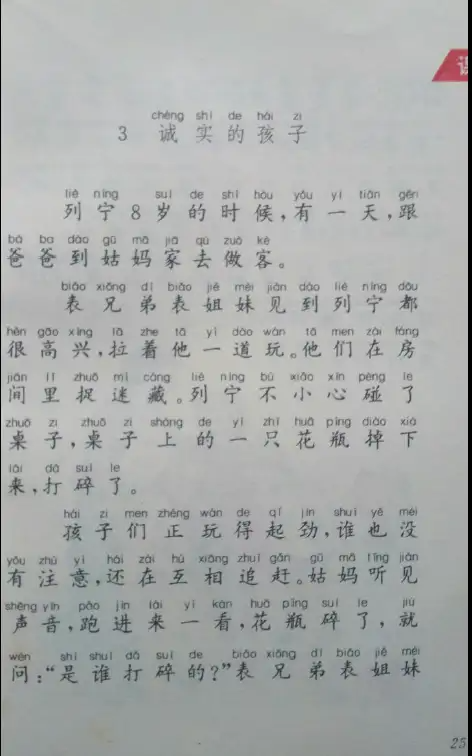 课
chéng shí de hái zi
3 诚实的孩子
liè níng suì de shí hòu yǒu yì tiān gēn
列宁8岁的时候,有一天,跟
bà ba dào gū mā jiā qù zuò kè
爸爸到姑妈家去做客。
biǎo xiōng dì biǎo jiě mèi jiàn dào liè níng dōu
表兄弟表姐妹见到列宁都
hěn gāo xìng lā zhe tā yí dào wán tā men zài fáng
很高兴,拉着他一道玩。他们在房
jiān lǐ zhuō mí cáng liè níng bù xiǎo xīn pèng le
间里捉迷藏。列宁不小心碰了
zhuō zi zhuō zi shàng de yì zhī huā píng diào xià
桌子,桌子上的一只花瓶掉下
lái dǎ suì le
来,打碎了。
hái zi men zhèng wán de qǐ jìn shuí yě méi
孩子们正玩得起劲,谁也没
yǒu zhù yì hái zài hù xiāng zhuī gǎn gū mā tīng jiàn
有注意,还在互相追赶。姑妈听见
shēng yīn pǎo jìn lái yí kàn huā píng suì le jiù
声音,跑进来一看,花瓶碎了,就
wèn shì shuí dǎ suì de biǎo xiōng dì biǎo jiě mèi
问:“是谁打碎的?”表兄弟表姐妹
25